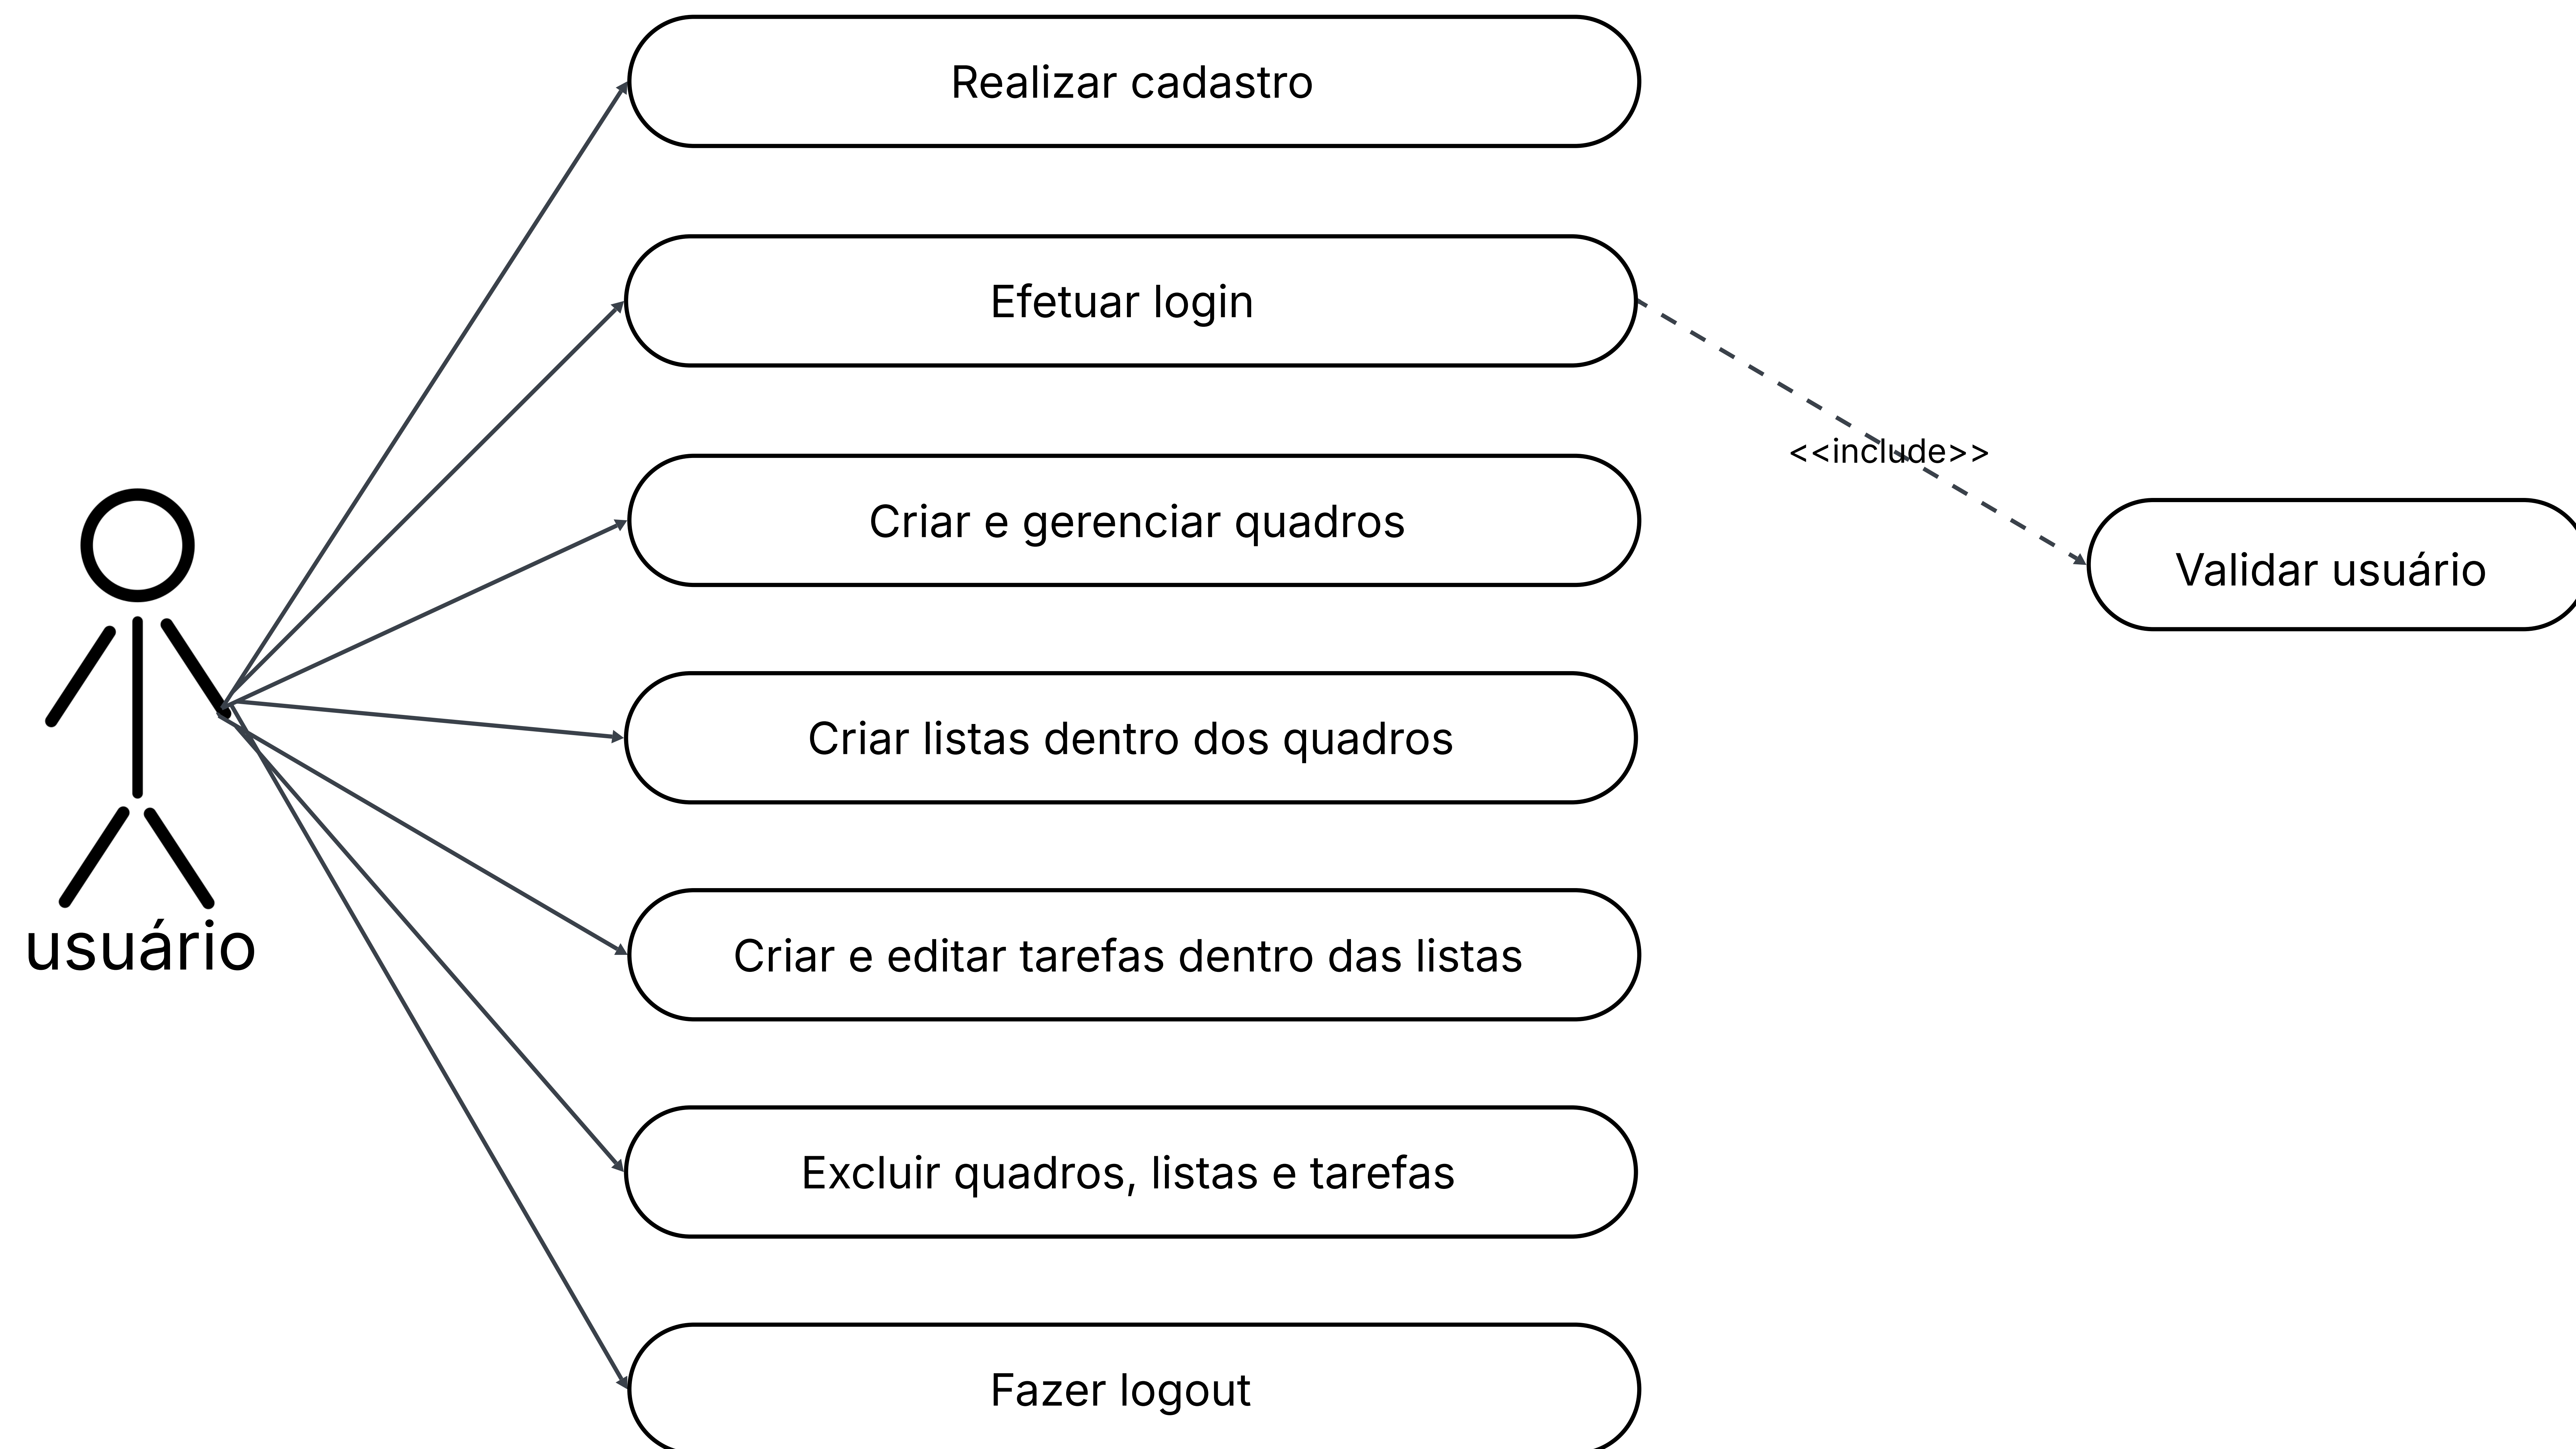 Realizar cadastro
Efetuar login
<<include>>
Criar e gerenciar quadros
Validar usuário
Criar listas dentro dos quadros
usuário
Criar e editar tarefas dentro das listas
Excluir quadros, listas e tarefas
Fazer logout